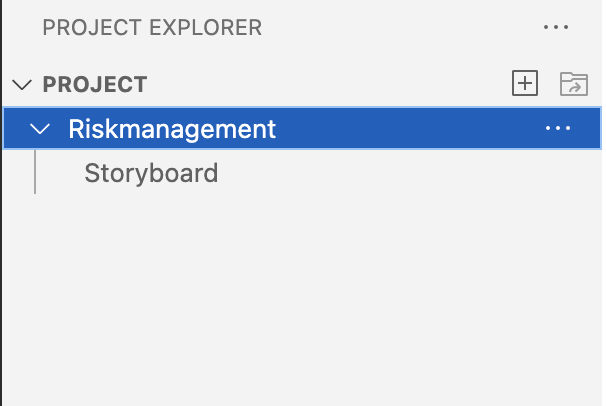 PROJECT EXPLORER
PROJECT
Riskmanagement
Storyboard